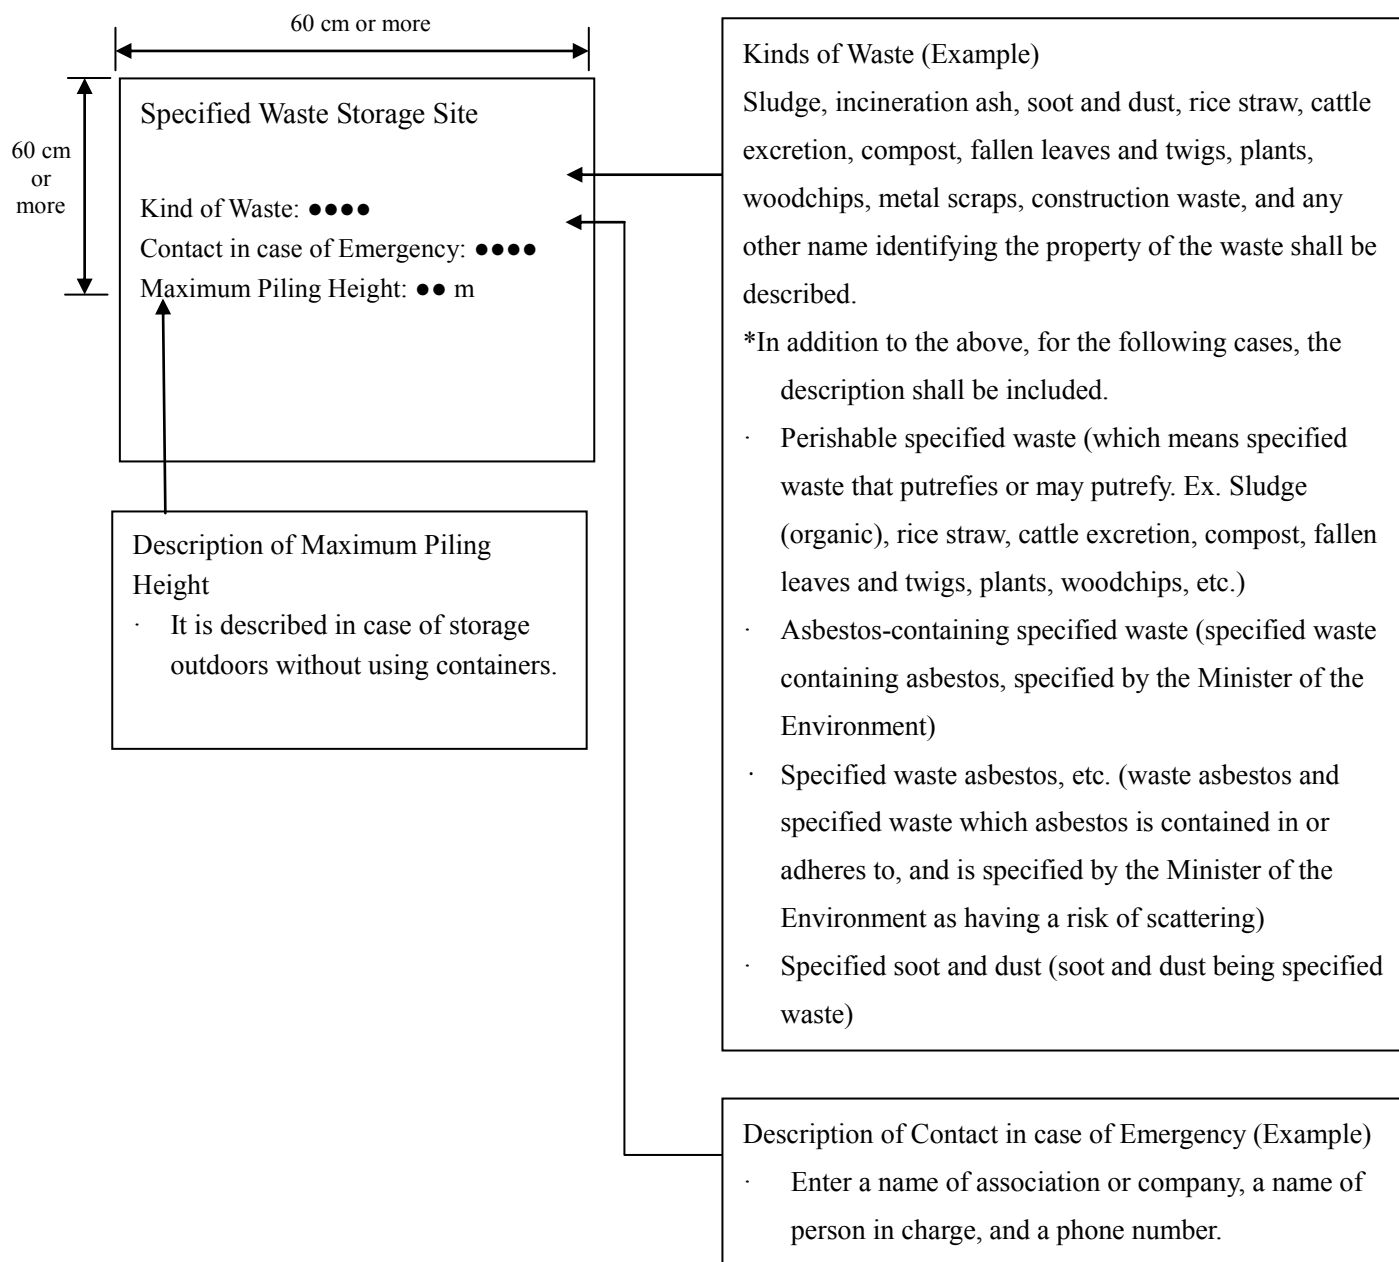 60 cm or more
60 cm
or
more
Specified Waste Storage Site
Kind of Waste: ●●●●
Contact in case of Emergency: ●●●●
Maximum Piling Height: ●● m
Description of Maximum Piling
Height
· It is described in case of storage
outdoors without using containers.
Kinds of Waste (Example)
Sludge, incineration ash, soot and dust, rice straw, cattle
excretion, compost, fallen leaves and twigs, plants,
woodchips, metal scraps, construction waste, and any
other name identifying the property of the waste shall be
described.
*In addition to the above, for the following cases, the
description shall be included.
· Perishable specified waste (which means specified
waste that putrefies or may putrefy. Ex. Sludge
(organic), rice straw, cattle excretion, compost, fallen
leaves and twigs, plants, woodchips, etc.)
· Asbestos-containing specified waste (specified waste
containing asbestos, specified by the Minister of the
Environment)
· Specified waste asbestos, etc. (waste asbestos and
specified waste which asbestos is contained in or
adheres to, and is specified by the Minister of the
Environment as having a risk of scattering)
· Specified soot and dust (soot and dust being specified
waste)
Description of Contact in case of Emergency (Example)
· Enter a name of association or company, a name of
person in charge, and a phone number.